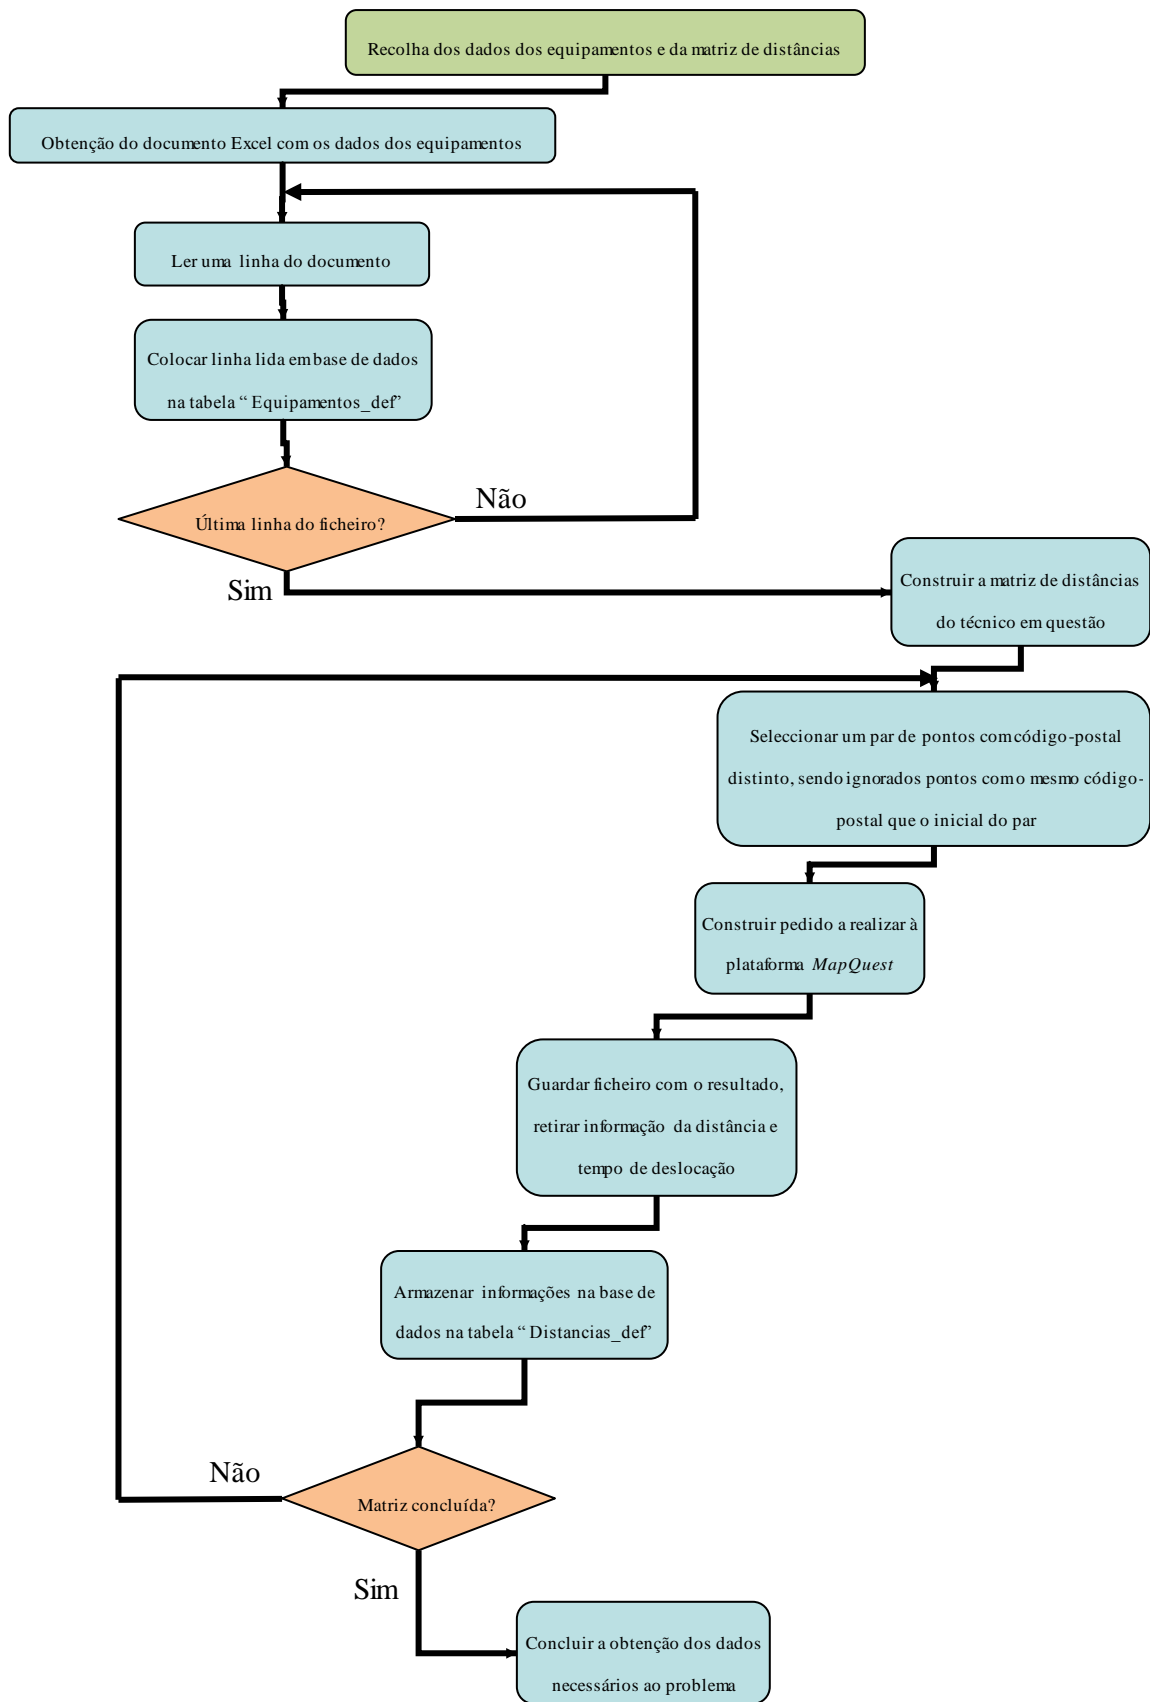 Recolha dos dados dos equipamentos e da matriz de distâncias
Obtenção do documento Excel com os dados dos equipamentos
Ler uma linha do documento
Colocar linha lida em base de dados
na tabela “ Equipamentos_def”
Última linha do ficheiro?
Não
Sim
Construir a matriz de distâncias
do técnico em questão
Seleccionar um par de pontos com código-postal
distinto, sendo ignorados pontos com o mesmo código-
postal que o inicial do par
Construir pedido a realizar à
plataforma MapQuest
Guardar ficheiro com o resultado,
retirar informação da distância e
tempo de deslocação
Armazenar informações na base de
dados na tabela “ Distancias_def”
Não
Matriz concluída?
Sim
Concluir a obtenção dos dados
necessários ao problema